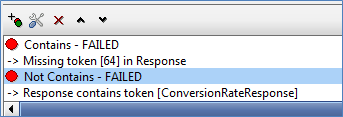 Contains - FAILED
-> Missing token [64] in Response
Not Contains - FAILED
-> Response contains token [ConversionRateResponse]